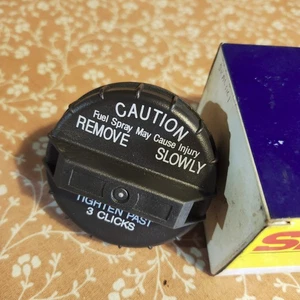 CAUTION
Fuel Spray May Cause Injury
REMOVE SLOWLY
TIGHTEN PAST
3 CLICKS
S